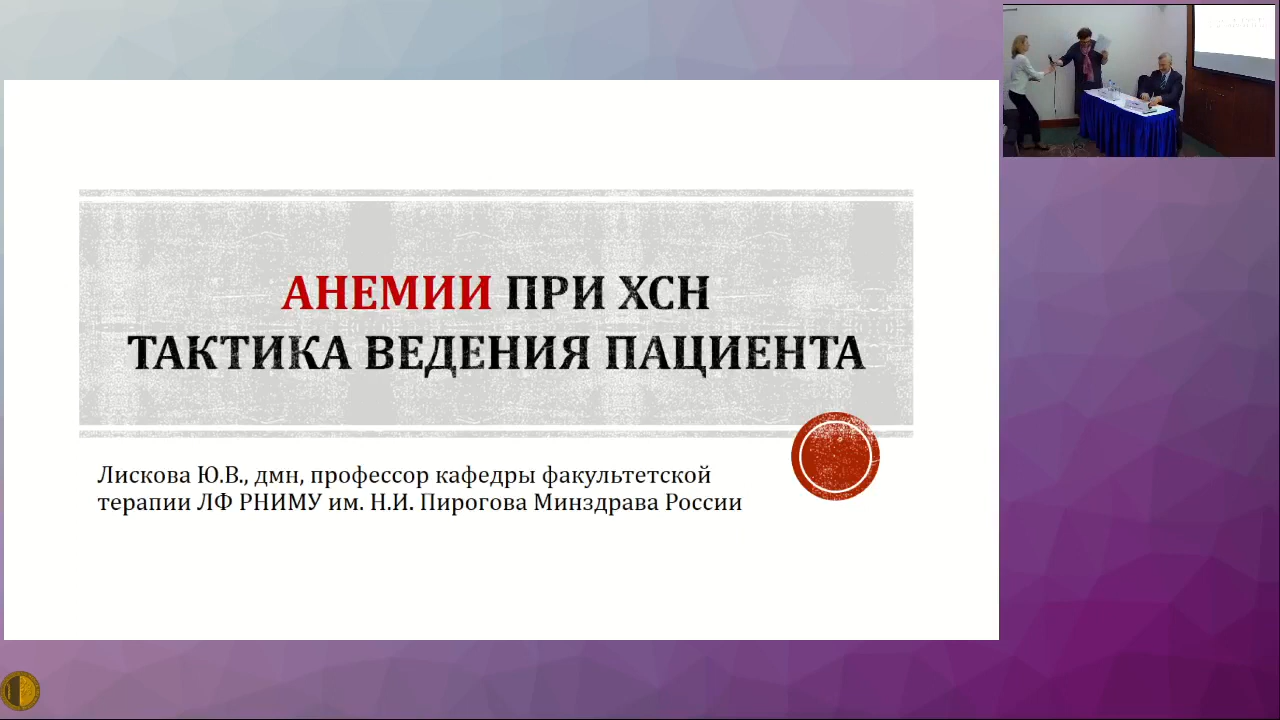 АНЕМИИ ПРИ ХСН
ТАКТИКА ВЕДЕНИЯ ПАЦИЕНТА
Лискова Ю.В., дмн, профессор кафедры факультетской
терапии ЛФ РНИМУ им. Н.И. Пирогова Минздрава России